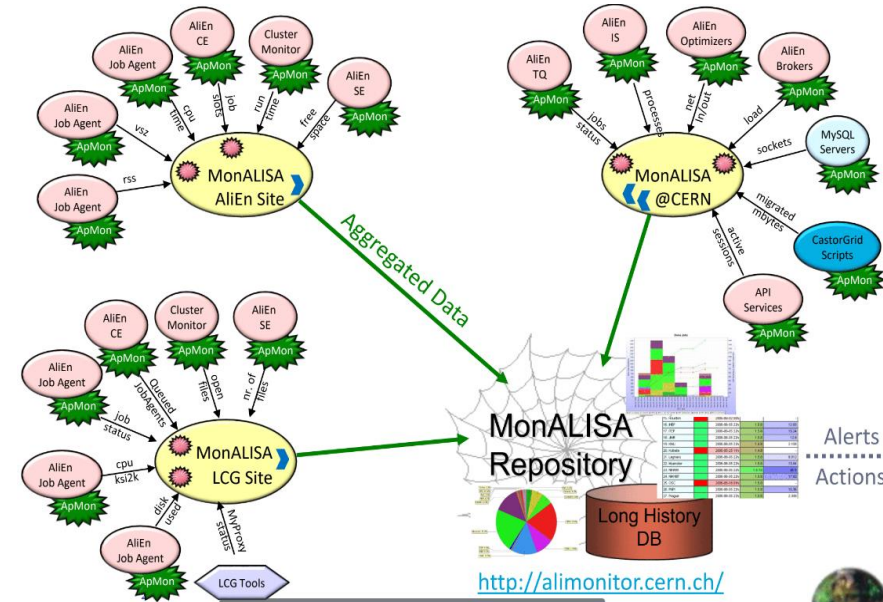 AliEn
Job Agent
ApMon
vsz
AliEn
Job Agent
ApMon
rss
AliEn
Job Agent
ApMon
cpu
time
AliEn
CE
ApMon
job
slots
Cluster
Monitor
ApMon
run
time
AliEn
SE
ApMon
free
space
MonALISA
AliEn Site
AliEn
TQ
ApMon
jobs
status
AliEn
IS
ApMon
processes
AliEn
Optimizers
ApMon
net
in/out
AliEn
Brokers
ApMon
load
MySQL
Servers
ApMon
sockets
CastorGrid
Scripts
ApMon
migrated
mbytes
API
Services
ApMon
active
sessions
MonALISA
@CERN
Aggregated Data
AliEn
Job Agent
ApMon
job
status
AliEn
CE
ApMon
Queued
JobAgents
Cluster
Monitor
ApMon
open
files
AliEn
SE
ApMon
nr. of
files
AliEn
Job Agent
ApMon
cpu
ksi2k
AliEn
Job Agent
ApMon
disk
used
LCG Tools
MyProxy
status
MonALISA
LCG Site
MonALISA
Repository
Long History
DB
http://alimonitor.cern.ch/
Alerts
Actions